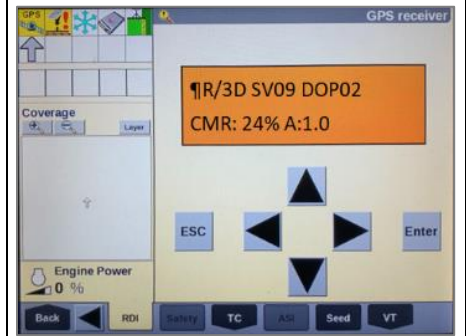 GPS
GPS receiver
¶R/3D SV09 DOP02
CMR: 24% A:1.0
Coverage
Layer
ESC
Enter
Engine Power
0 %
Back
RDI
Safety
TC
ASI
Seed
VT